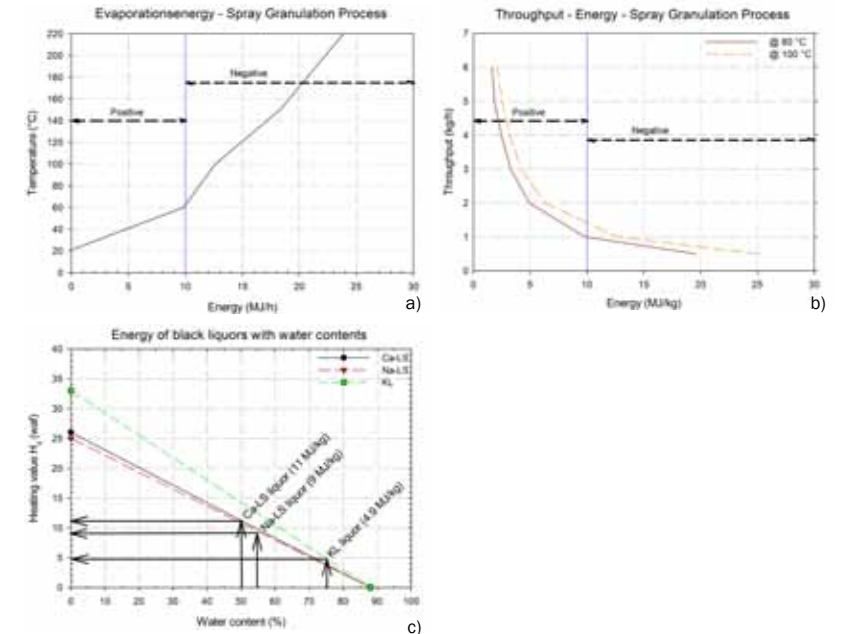 Evaporationsenergy - Spray Granulation Process
220
200
180
160
140
120
100
80
60
40
20
0
Temperature (°C)
Negative
Positive
0 5 10 15 20 25 30
Energy (MJ/h)
a)
Throughput - Energy - Spray Granulation Process
7
6
5
4
3
2
1
0
Throughput (kg/h)
@ 80 °C
@ 100 °C
Positive
Negative
0 5 10 15 20 25 30
Energy (MJ/kg)
b)
Energy of black liquors with water contents
40
35
30
25
20
15
10
5
0
Heating value H (waf)
Ca-LS
Na-LS
KL
Ca-LS liquor (11 MJ/kg)
Na-LS liquor (9 MJ/kg)
KL liquor (4.9 MJ/kg)
0 10 20 30 40 50 60 70 80 90 100
Water content (%)
c)